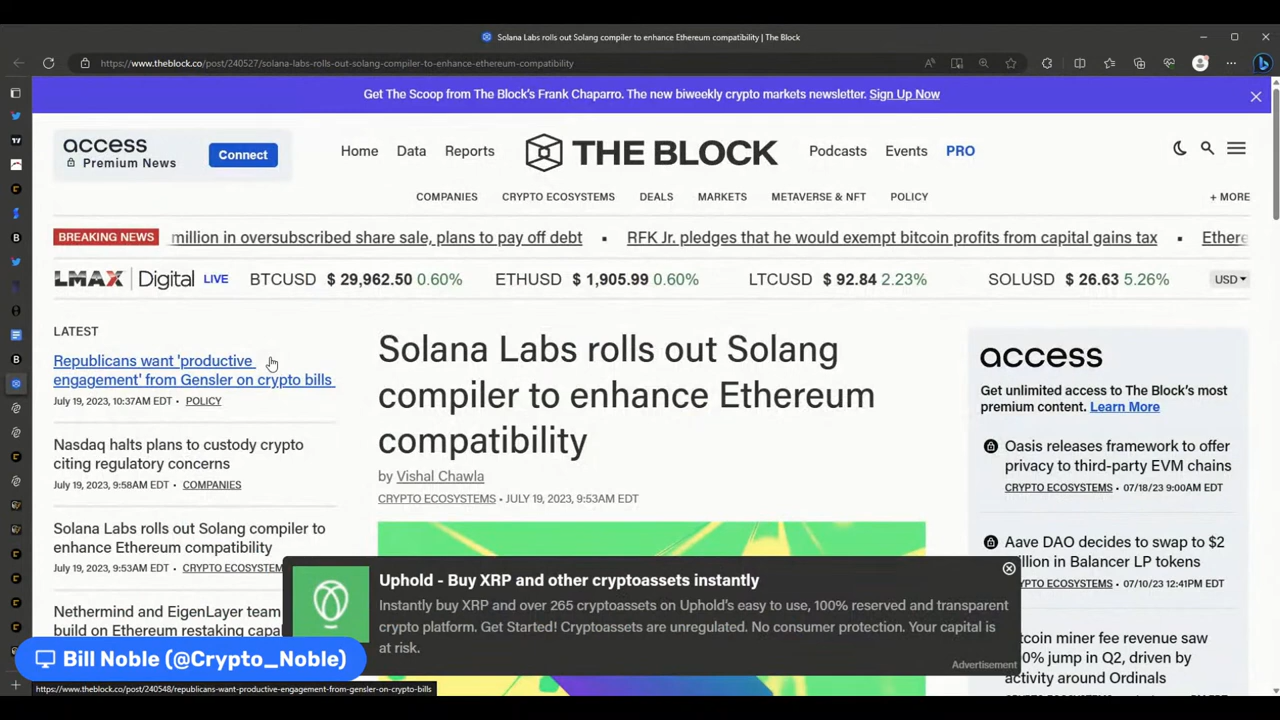 Solana Labs rolls out Solang compiler to enhance Ethereum compatibility | The Block
https://www.theblock.co/post/240527/solana-labs-rolls-out-solang-compiler-to-enhance-ethereum-compatibility
Get The Scoop from The Block's Frank Chaparro. The new biweekly crypto markets newsletter. Sign Up Now
access
Premium News
Connect
Home
Data
Reports
THE BLOCK
Podcasts
Events
PRO
COMPANIES
CRYPTO ECOSYSTEMS
DEALS
MARKETS
METAVERSE & NFT
POLICY
+ MORE
BREAKING NEWS
million in oversubscribed share sale, plans to pay off debt
RFK Jr. pledges that he would exempt bitcoin profits from capital gains tax
Ethere
LMAX Digital LIVE
BTCUSD $ 29,962.50 0.60%
ETHUSD $ 1,905.99 0.60%
LTCUSD $ 92.84 2.23%
SOLUSD $ 26.63 5.26%
USD
LATEST
Republicans want 'productive
engagement' from Gensler on crypto bills
July 19, 2023, 10:37AM EDT • POLICY
Nasdaq halts plans to custody crypto
citing regulatory concerns
July 19, 2023, 9:58AM EDT • COMPANIES
Solana Labs rolls out Solang compiler to
enhance Ethereum compatibility
July 19, 2023, 9:53AM EDT • CRYPTO ECOSYSTEM
Nethermind and EigenLayer team
build on Ethereum restaking capa
Solana Labs rolls out Solang
compiler to enhance Ethereum
compatibility
by Vishal Chawla
CRYPTO ECOSYSTEMS • JULY 19, 2023, 9:53AM EDT
access
Get unlimited access to The Block's most
premium content. Learn More
Oasis releases framework to offer
privacy to third-party EVM chains
CRYPTO ECOSYSTEMS • 07/18/23 9:00AM EDT
Aave DAO decides to swap to $2
illion in Balancer LP tokens
CRYPTO ECOSYSTEMS • 07/10/23 12:41PM EDT
tcoin miner fee revenue saw
0% jump in Q2, driven by
activity around Ordinals
Uphold - Buy XRP and other cryptoassets instantly
Instantly buy XRP and over 265 cryptoassets on Uphold's easy to use, 100% reserved and transparent
crypto platform. Get Started! Cryptoassets are unregulated. No consumer protection. Your capital is
at risk.
Advertisement
Bill Noble (@Crypto_Noble)
https://www.theblock.co/post/240548/republicans-want-productive-engagement-from-gensler-on-crypto-bills